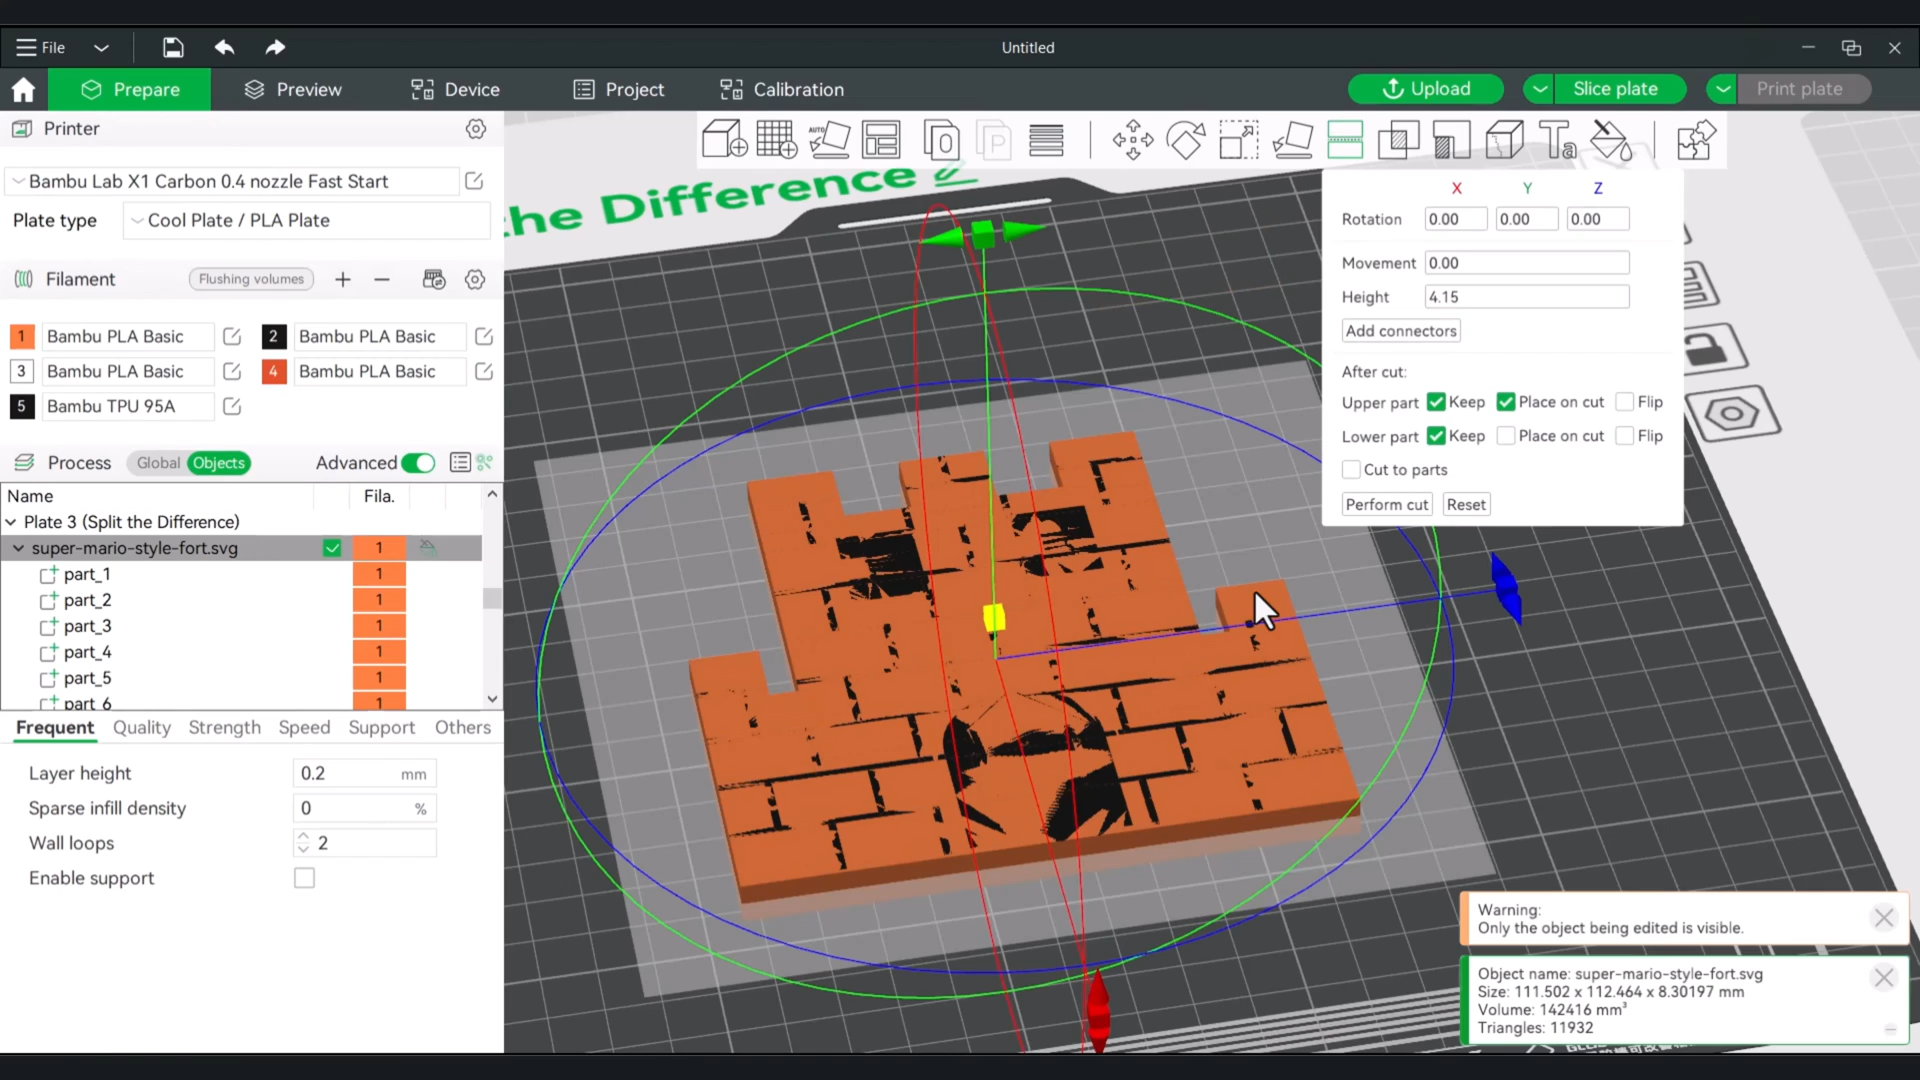 File
Untitled
Prepare
Preview
Device
Project
Calibration
Upload
Slice plate
Print plate
Printer
Bambu Lab X1 Carbon 0.4 nozzle Fast Start
Plate type
Cool Plate / PLA Plate
Filament
Flushing volumes
1 Bambu PLA Basic
2 Bambu PLA Basic
3 Bambu PLA Basic
4 Bambu PLA Basic
5 Bambu TPU 95A
Process
Global
Objects
Advanced
Name
Fila.
Plate 3 (Split the Difference)
super-mario-style-fort.svg 1
part_1 1
part_2 1
part_3 1
part_4 1
part_5 1
part_6 1
Frequent
Quality
Strength
Speed
Support
Others
Layer height 0.2 mm
Sparse infill density 0 %
Wall loops 2
Enable support
AUTO
O
P
Ta
the Difference
X Y Z
Rotation 0.00 0.00 0.00
Movement 0.00
Height 4.15
Add connectors
After cut:
Upper part Keep Place on cut Flip
Lower part Keep Place on cut Flip
Cut to parts
Perform cut
Reset
Warning:
Only the object being edited is visible.
Object name: super-mario-style-fort.svg
Size: 111.502 x 112.464 x 8.30197 mm
Volume: 142416 mm³
Triangles: 11932